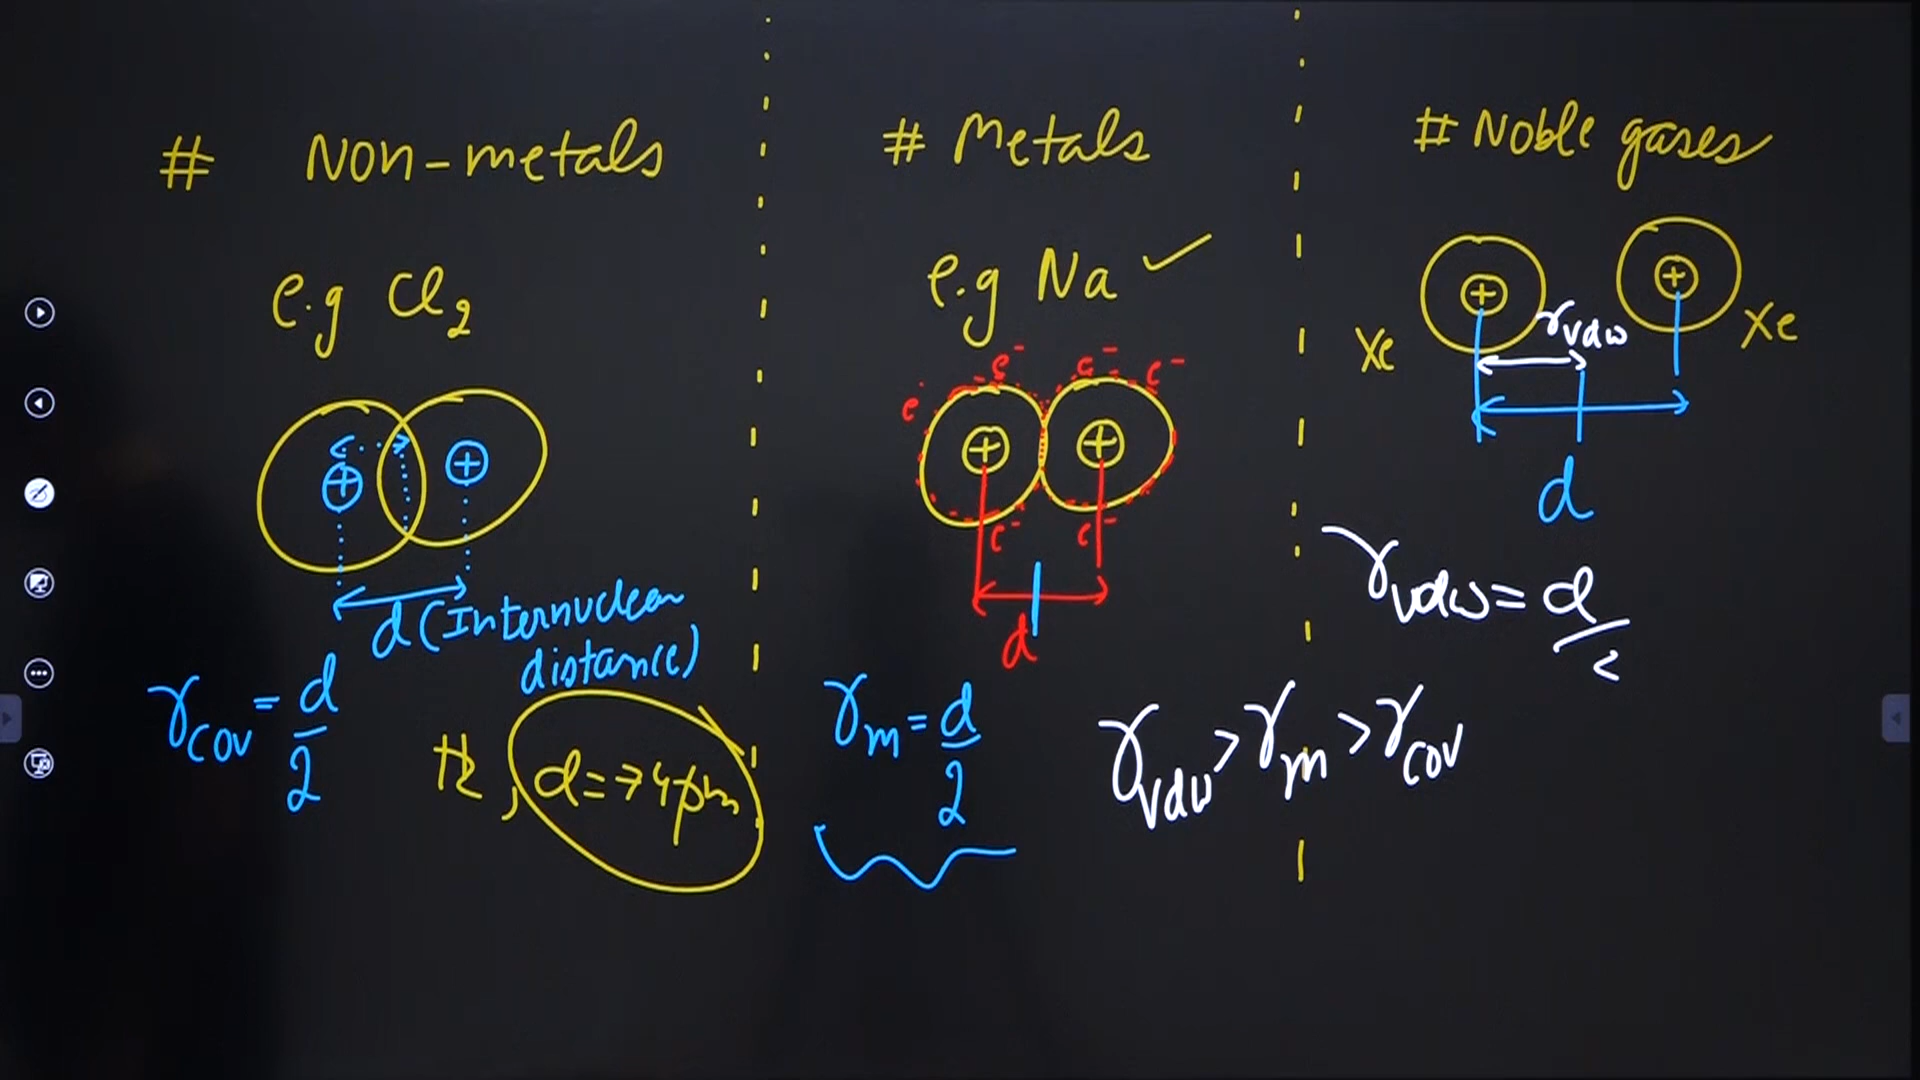 # Non-metals
e.g Cl2
d (Internuclear
distance)
rcov = d/2
H2, d = 74pm
# Metals
e.g Na ✓
e- e- e- e-
+ +
e- e-
d
rm = d/2
# Noble gases
+ +
Xe rvdw Xe
d
rvdw = d/2
rvdw > rm > rcov